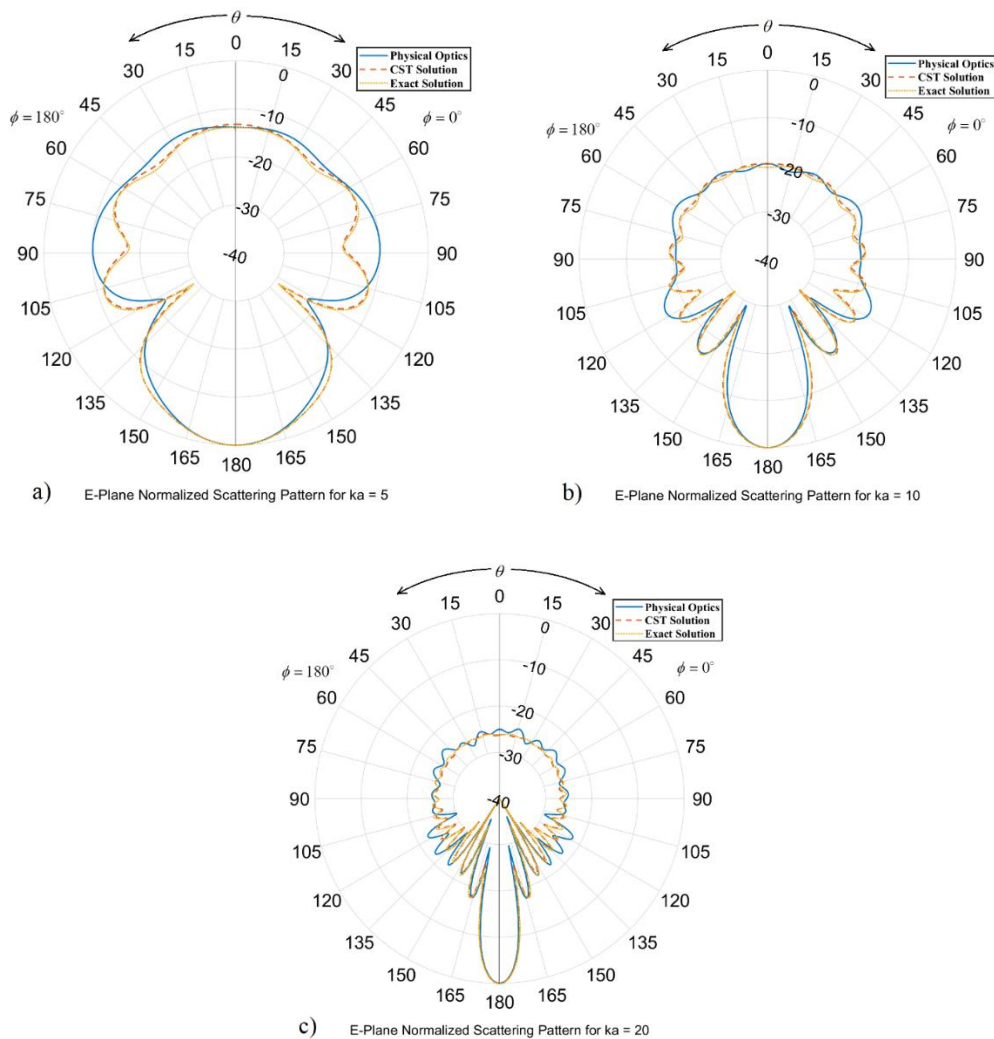 θ
0
15 15
30 30
45 45
60 60
75 75
90 90
105 105
120 120
135 135
150 150
165 165
180
ϕ = 180°
ϕ = 0°
0
-10
-20
-30
-40
Physical Optics
CST Solution
Exact Solution
a) E-Plane Normalized Scattering Pattern for ka = 5
θ
0
15 15
30 30
45 45
60 60
75 75
90 90
105 105
120 120
135 135
150 150
165 165
180
ϕ = 180°
ϕ = 0°
0
-10
-20
-30
-40
Physical Optics
CST Solution
Exact Solution
b) E-Plane Normalized Scattering Pattern for ka = 10
θ
0
15 15
30 30
45 45
60 60
75 75
90 90
105 105
120 120
135 135
150 150
165 165
180
ϕ = 180°
ϕ = 0°
0
-10
-20
-30
-40
Physical Optics
CST Solution
Exact Solution
c) E-Plane Normalized Scattering Pattern for ka = 20